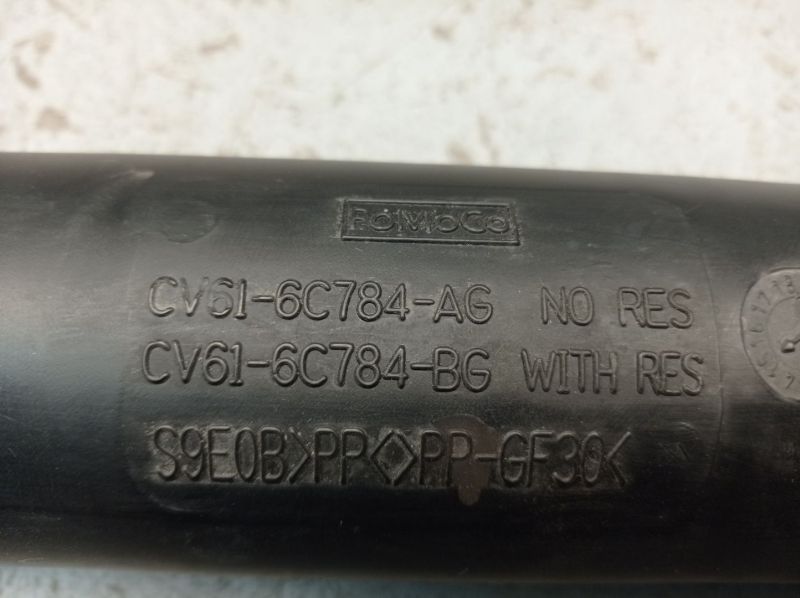 FoMoCo
CV61-6C784-AG NO RES
CV61-6C784-BG WITH RES
S9E0B>PP<>PP-GF30<